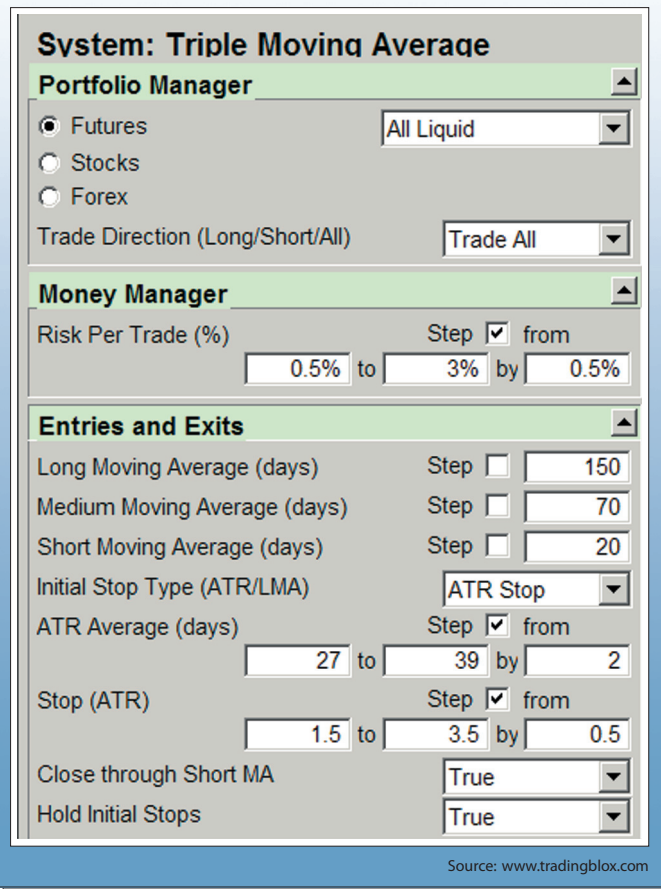 System: Triple Moving Average
Portfolio Manager
Futures All Liquid
Stocks
Forex
Trade Direction (Long/Short/All) Trade All
Money Manager
Risk Per Trade (%) Step from
0.5% to 3% by 0.5%
Entries and Exits
Long Moving Average (days) Step 150
Medium Moving Average (days) Step 70
Short Moving Average (days) Step 20
Initial Stop Type (ATR/LMA) ATR Stop
ATR Average (days) Step from
27 to 39 by 2
Stop (ATR) Step from
1.5 to 3.5 by 0.5
Close through Short MA True
Hold Initial Stops True
Source: www.tradingblox.com